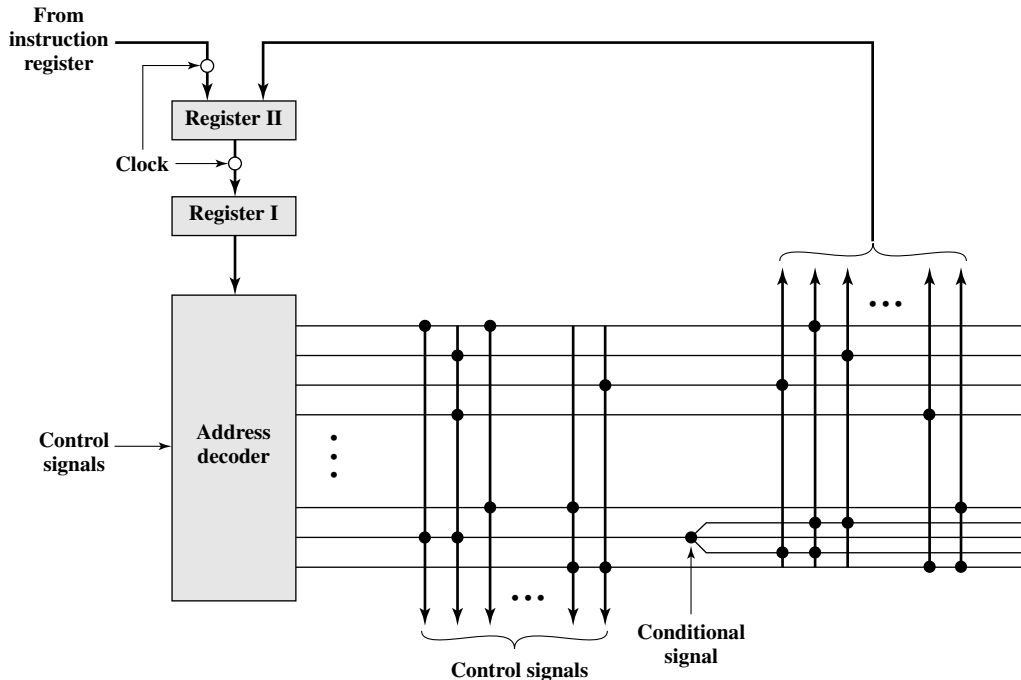 From
instruction
register
Register II
Clock
Register I
Control
signals
Address
decoder
Conditional
signal
Control signals